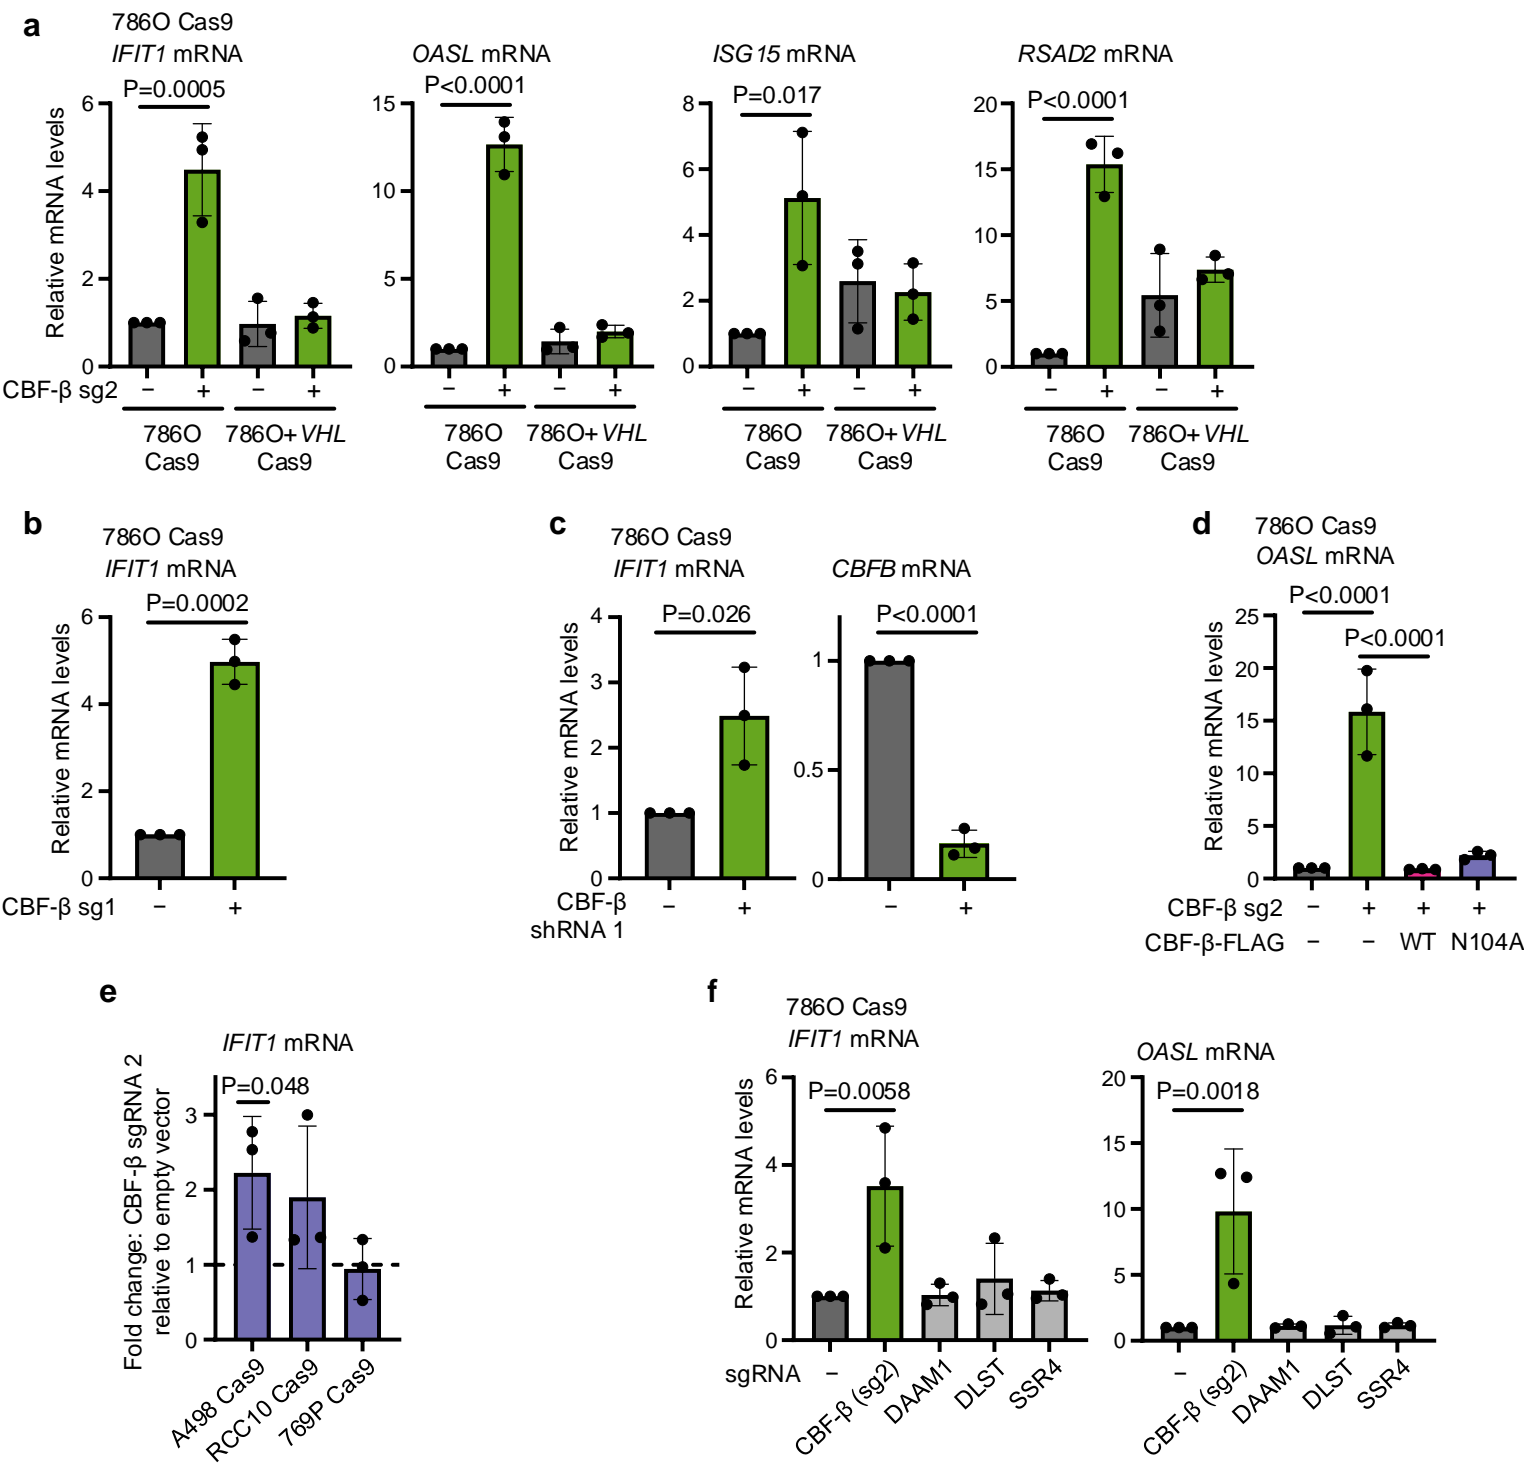 a
786O Cas9
IFIT1 mRNA
OASL mRNA
ISG15 mRNA
RSAD2 mRNA
P=0.0005
P<0.0001
P=0.017
P<0.0001
Relative mRNA levels
6
4
2
0
15
10
5
0
8
6
4
2
0
20
15
10
5
0
CBF-β sg2
− + − +
− + − +
− + − +
− + − +
786O Cas9
786O+VHL Cas9
786O Cas9
786O+VHL Cas9
786O Cas9
786O+VHL Cas9
786O Cas9
786O+VHL Cas9
b
786O Cas9
IFIT1 mRNA
P=0.0002
Relative mRNA levels
6
4
2
0
CBF-β sg1 − +
c
786O Cas9
IFIT1 mRNA
P=0.026
Relative mRNA levels
4
3
2
1
0
CBFB mRNA
P<0.0001
1
0.5
0
CBF-β
shRNA 1
− +
− +
d
786O Cas9
OASL mRNA
P<0.0001
P<0.0001
Relative mRNA levels
25
20
15
10
5
0
CBF-β sg2 − + + +
CBF-β-FLAG − − WT N104A
e
IFIT1 mRNA
P=0.048
Fold change: CBF-β sgRNA 2
relative to empty vector
3
2
1
0
A498 Cas9
RCC10 Cas9
769P Cas9
f
786O Cas9
IFIT1 mRNA
P=0.0058
Relative mRNA levels
6
4
2
0
sgRNA
−
CBF-β (sg2)
DAAM1
DLST
SSR4
OASL mRNA
P=0.0018
20
15
10
5
0
−
CBF-β (sg2)
DAAM1
DLST
SSR4